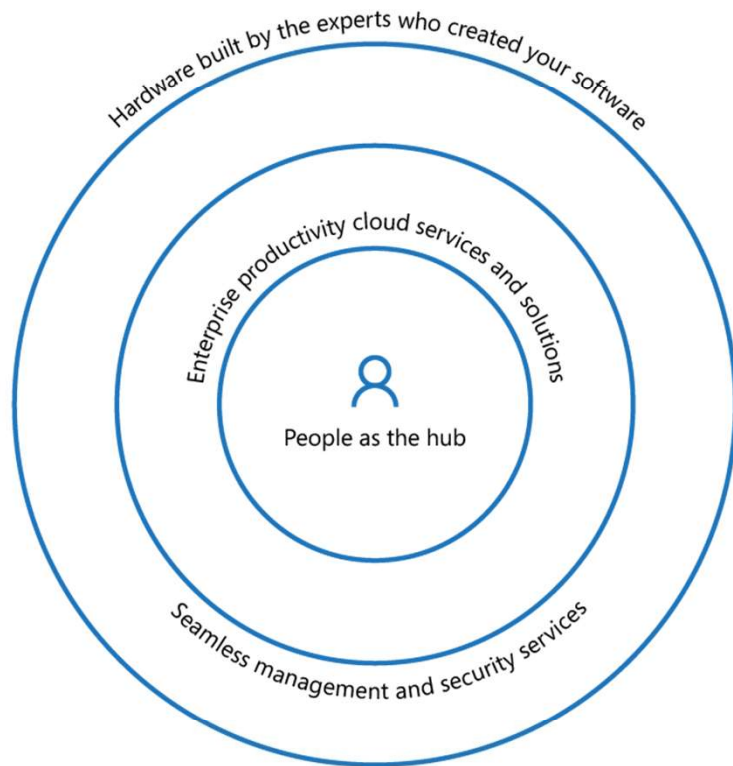 Hardware built by the experts who created your software
Enterprise productivity cloud services and solutions
People as the hub
Seamless management and security services